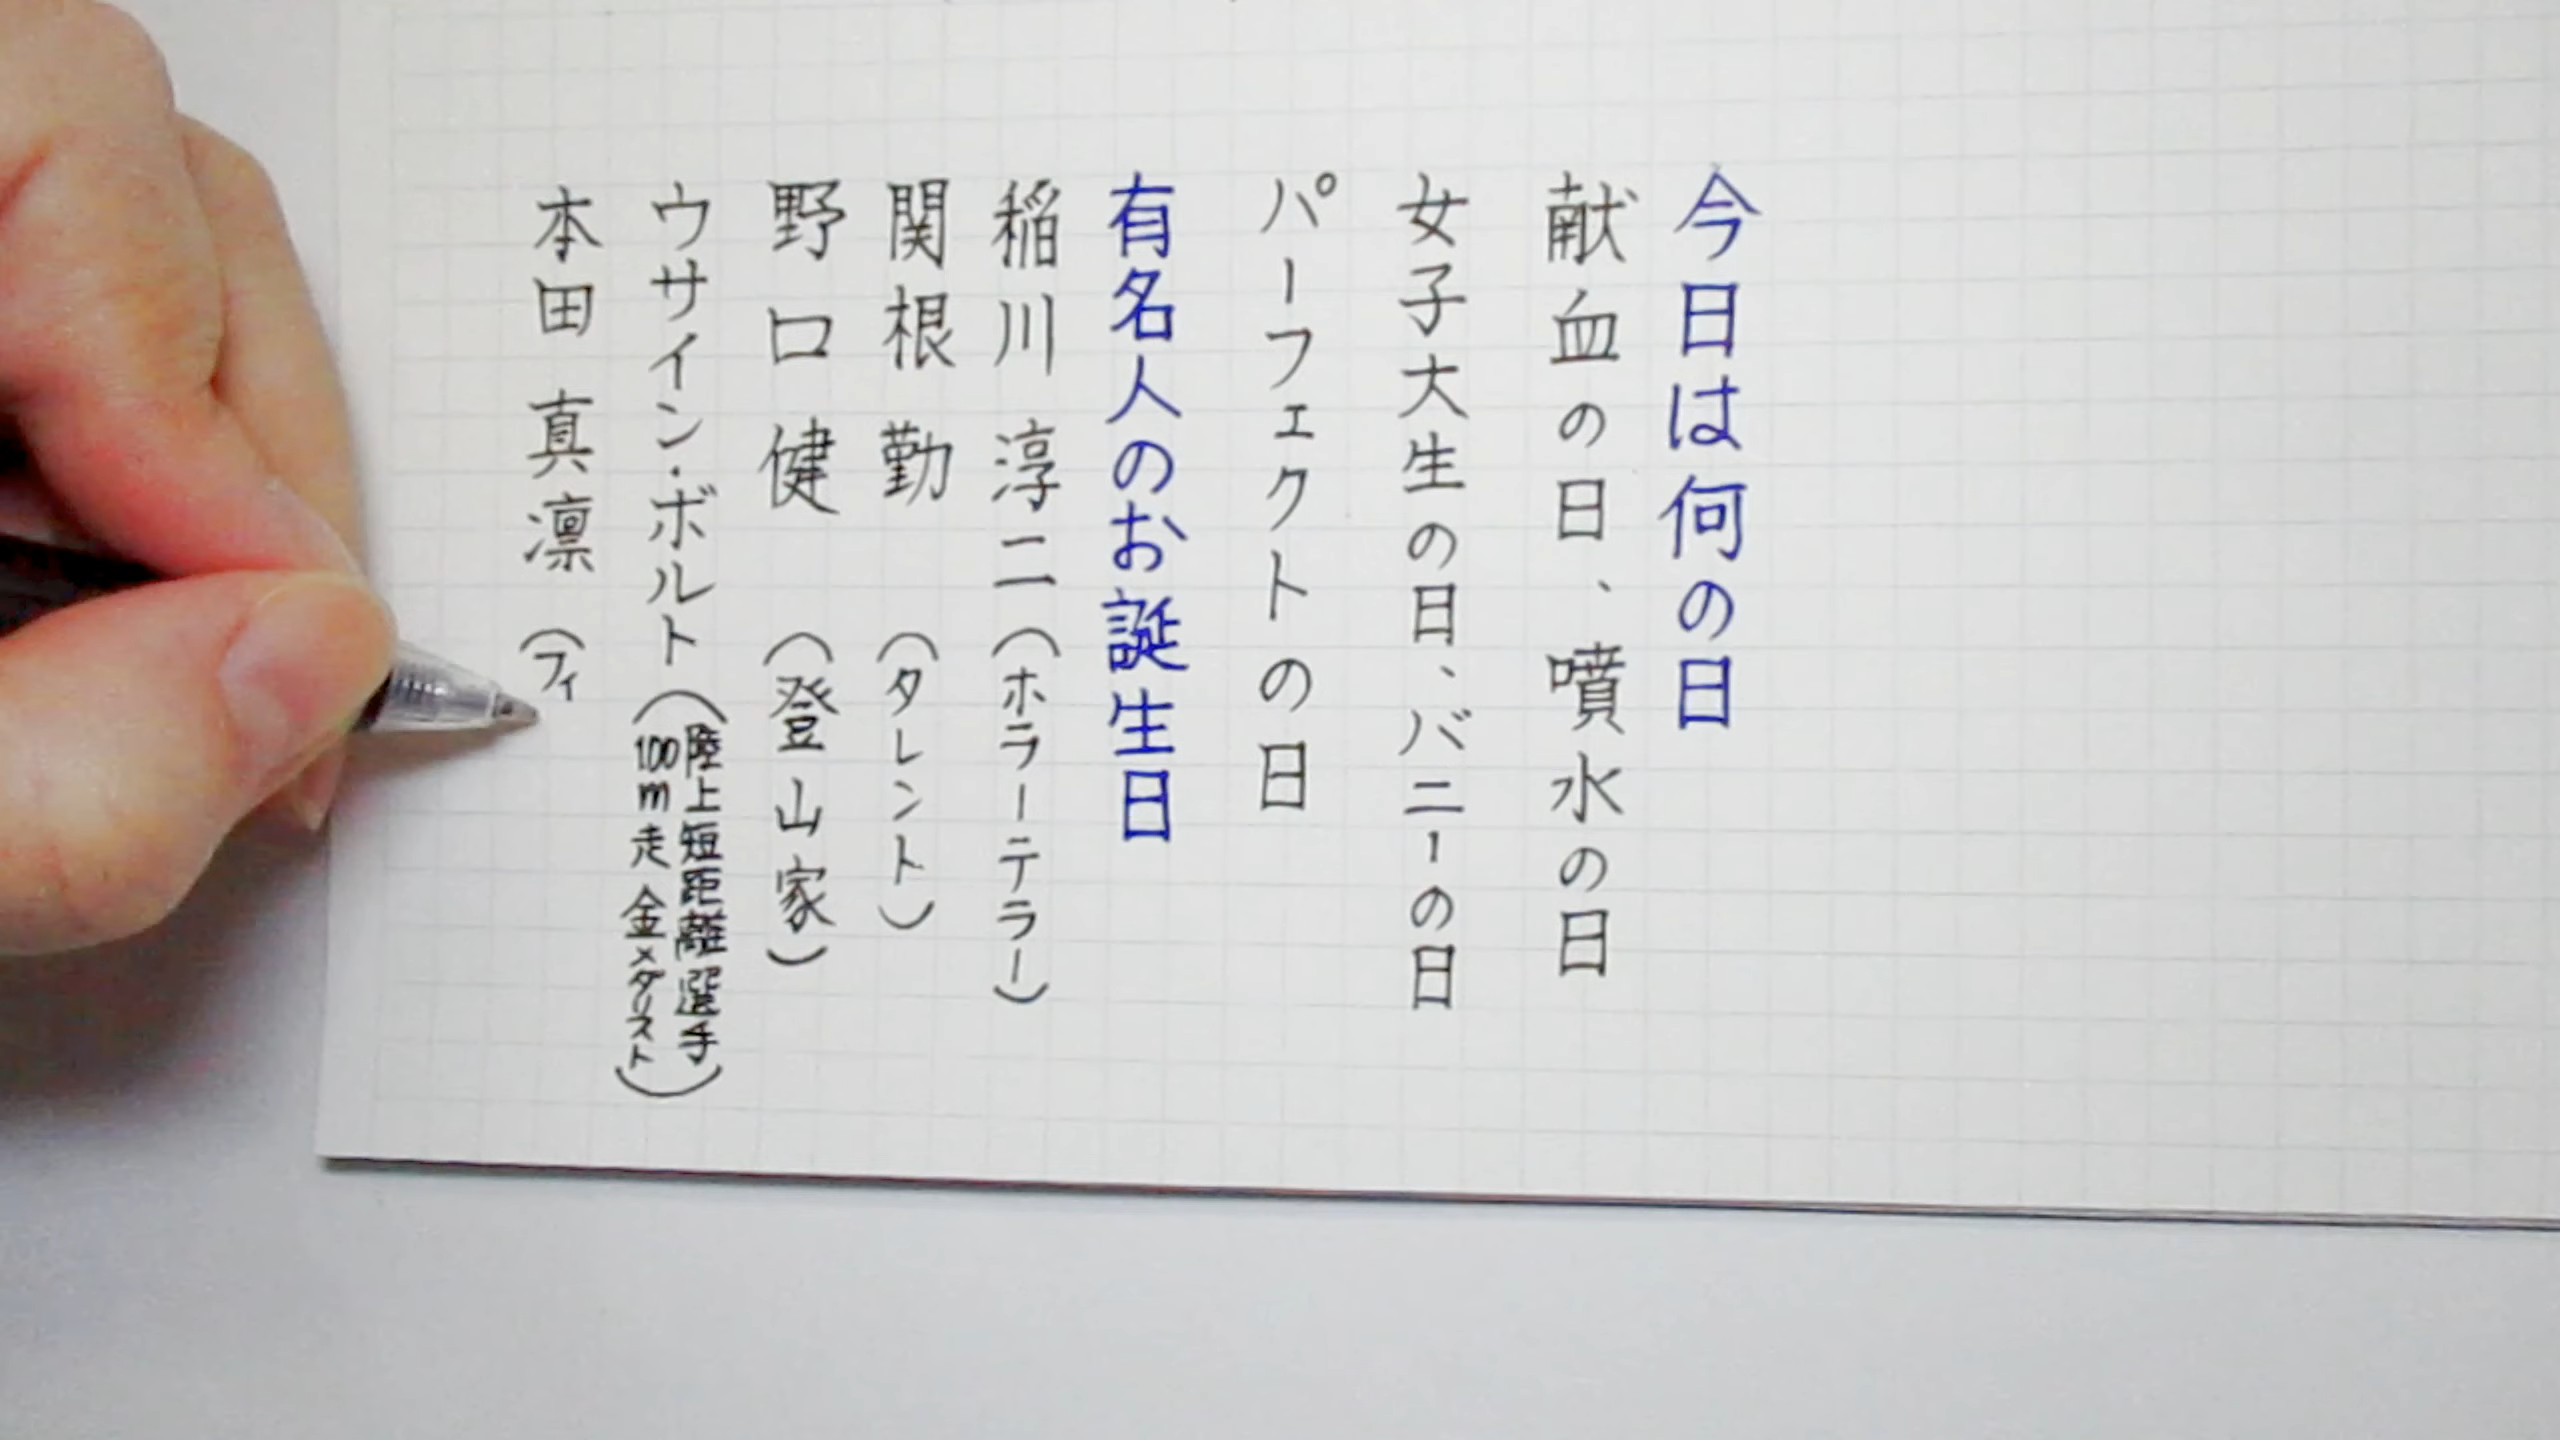 今日は何の日
献血の日、噴水の日
女子大生の日、バニーの日
パーフェクトの日
有名人のお誕生日
稲川淳二(ホラーテラー)
関根勤(タレント)
野口健(登山家)
ウサイン・ボルト(陸上短距離選手
100m走金メダリスト)
本田真凛(フィ